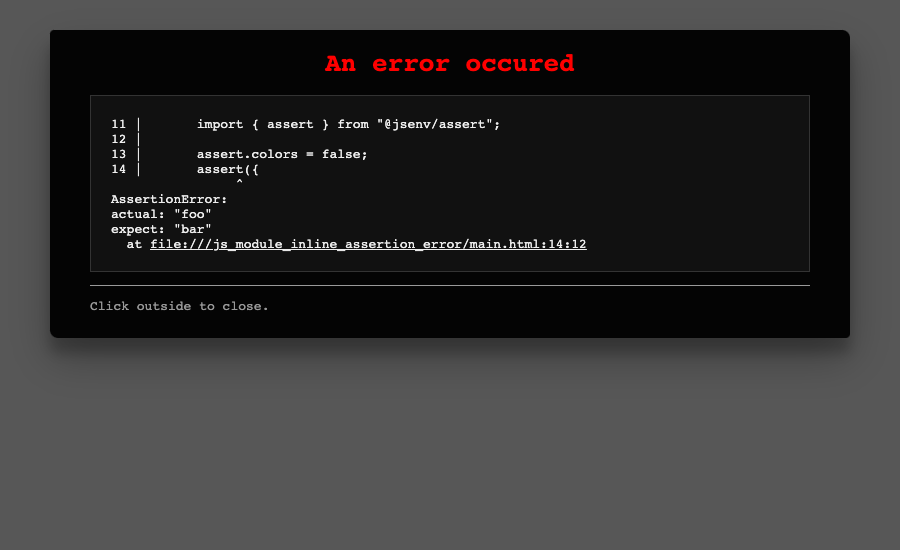 An error occured
11 |       import { assert } from "@jsenv/assert";
12 |
13 |       assert.colors = false;
14 |       assert({
                ^
AssertionError:
actual: "foo"
expect: "bar"
  at file:///js_module_inline_assertion_error/main.html:14:12
Click outside to close.